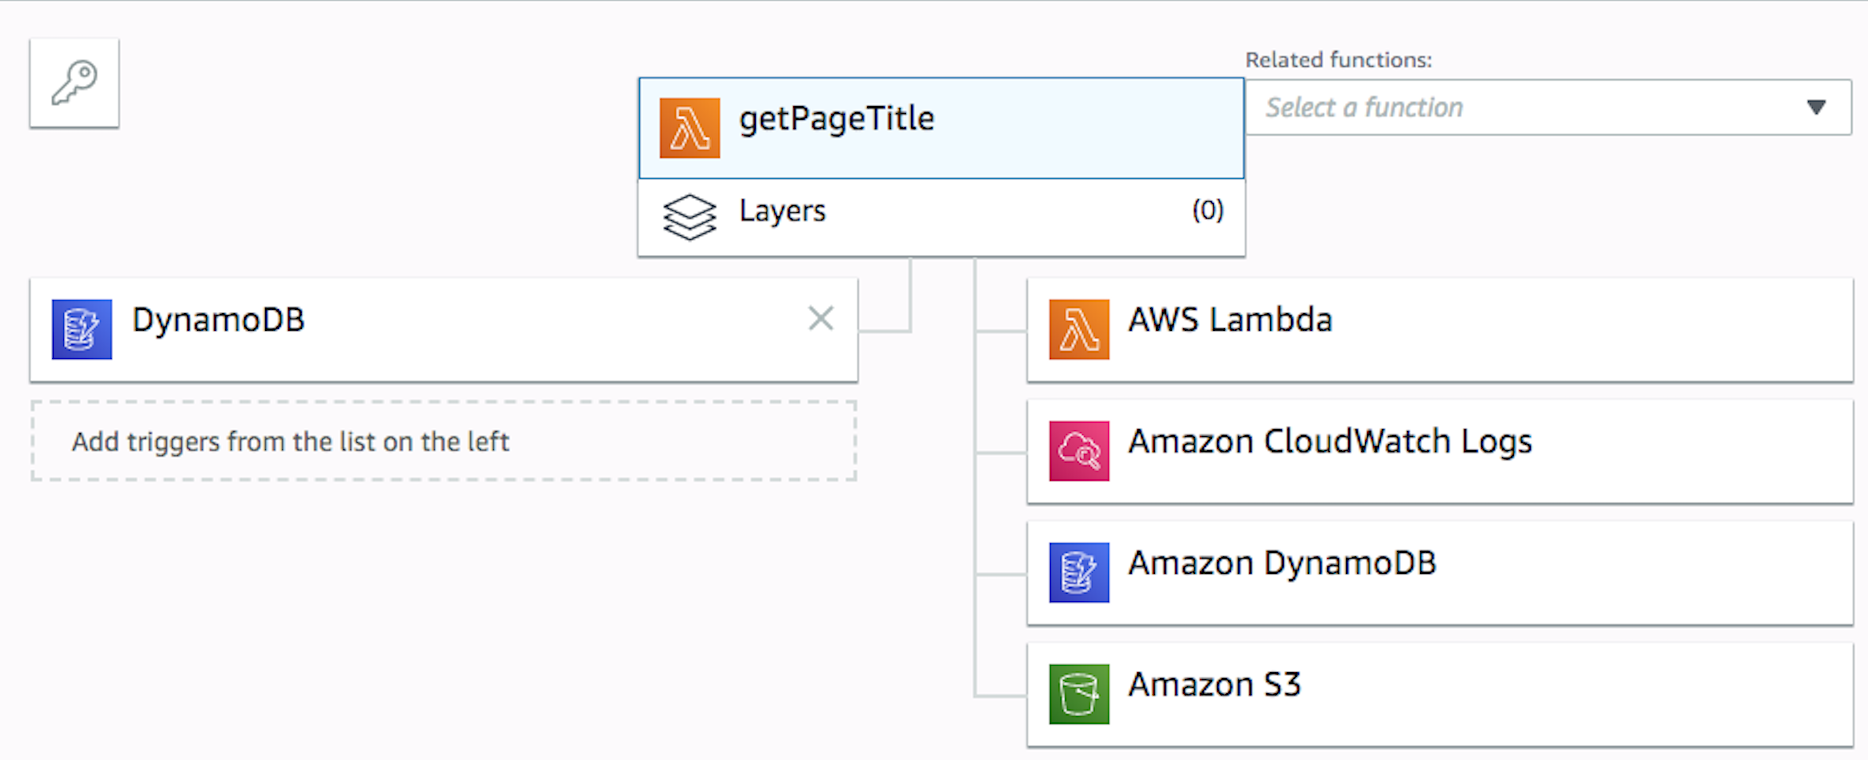 Related functions:
Select a function
getPageTitle
Layers (0)
DynamoDB
Add triggers from the list on the left
AWS Lambda
Amazon CloudWatch Logs
Amazon DynamoDB
Amazon S3